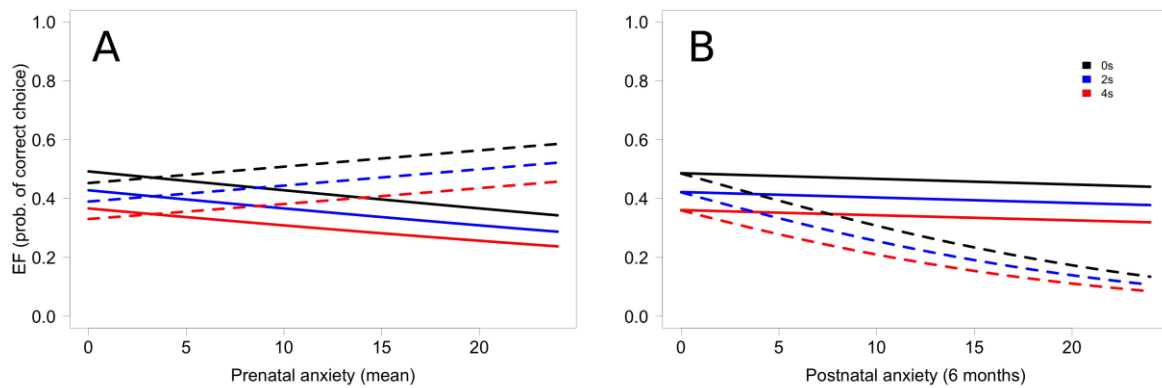 A
B
EF (prob. of correct choice)
1.0
0.8
0.6
0.4
0.2
0.0
0 5 10 15 20
Prenatal anxiety (mean)
1.0
0.8
0.6
0.4
0.2
0.0
0s
2s
4s
0 5 10 15 20
Postnatal anxiety (6 months)